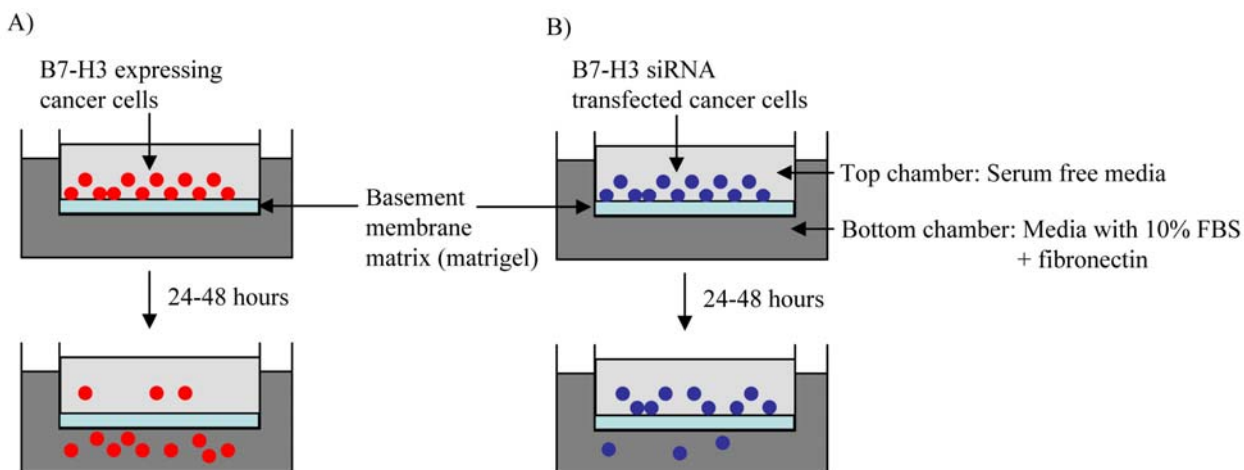 A)
B7-H3 expressing
cancer cells
B)
B7-H3 siRNA
transfected cancer cells
Top chamber: Serum free media
Basement
membrane
matrix (matrigel)
Bottom chamber: Media with 10% FBS
+ fibronectin
24-48 hours
24-48 hours